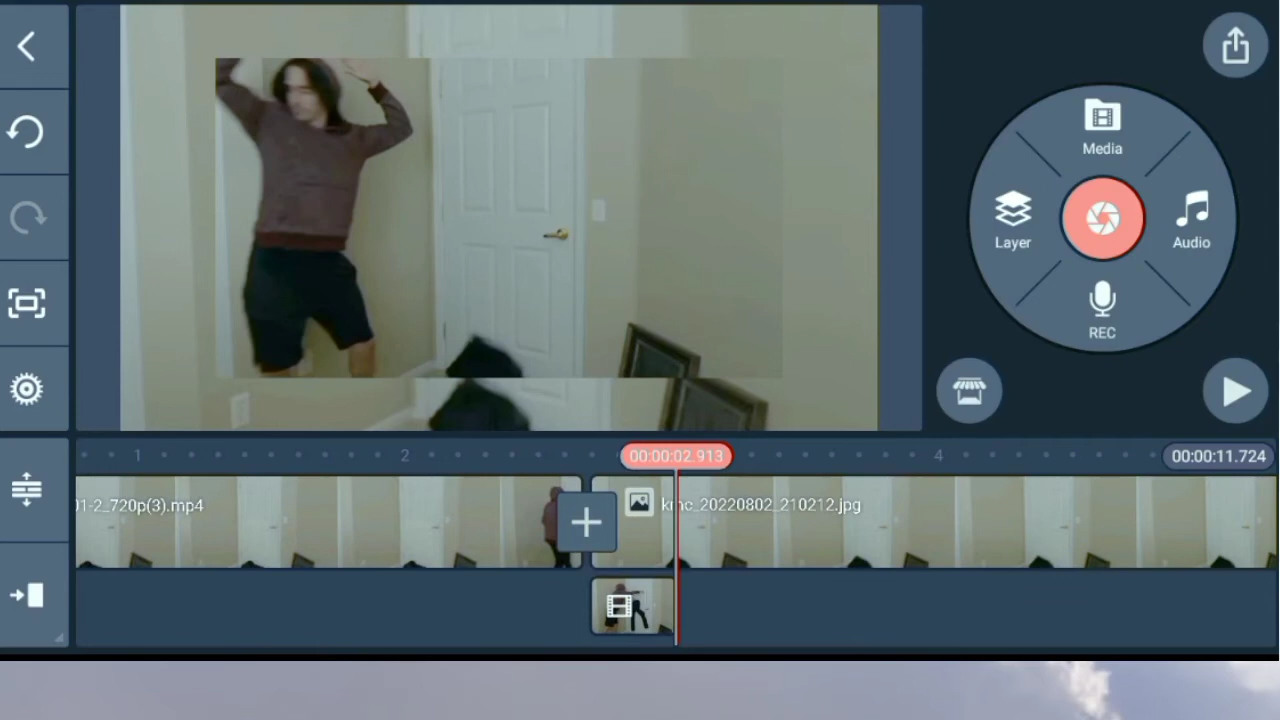 Media
Layer
Audio
REC
1
2
00:00:02.913
4
00:00:11.724
01-2_720p(3).mp4
kmc_20220802_210212.jpg